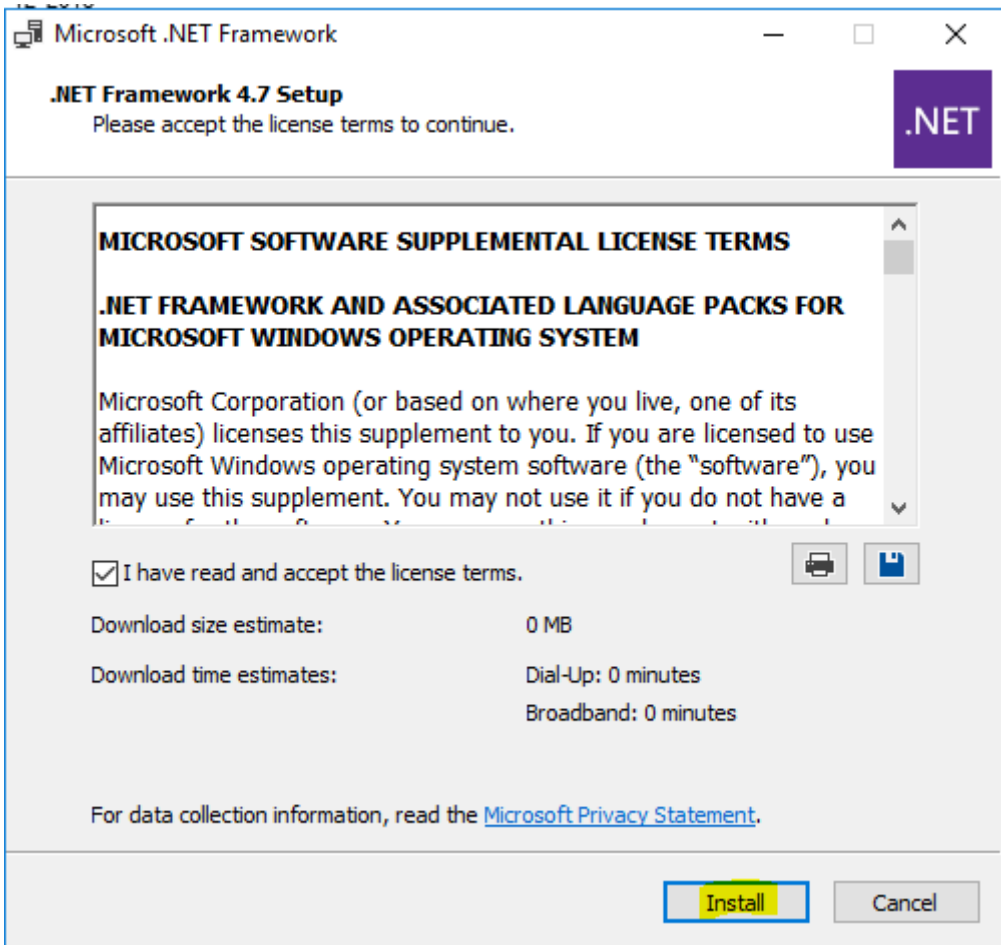 Microsoft .NET Framework
.NET Framework 4.7 Setup
Please accept the license terms to continue.
.NET
MICROSOFT SOFTWARE SUPPLEMENTAL LICENSE TERMS
.NET FRAMEWORK AND ASSOCIATED LANGUAGE PACKS FOR
MICROSOFT WINDOWS OPERATING SYSTEM
Microsoft Corporation (or based on where you live, one of its
affiliates) licenses this supplement to you. If you are licensed to use
Microsoft Windows operating system software (the “software”), you
may use this supplement. You may not use it if you do not have a
I have read and accept the license terms.
Download size estimate: 0 MB
Download time estimates: Dial-Up: 0 minutes
Broadband: 0 minutes
For data collection information, read the Microsoft Privacy Statement.
Install Cancel